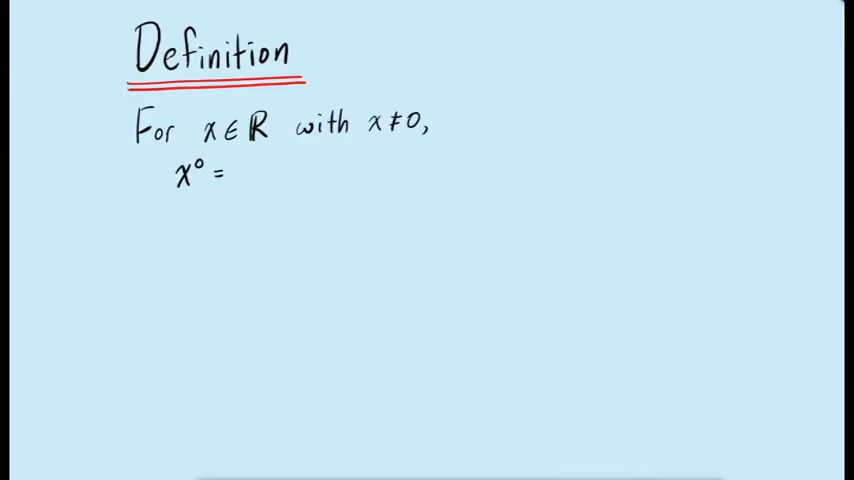 Definition
For x ∈ ℝ with x ≠ 0,
x⁰ =